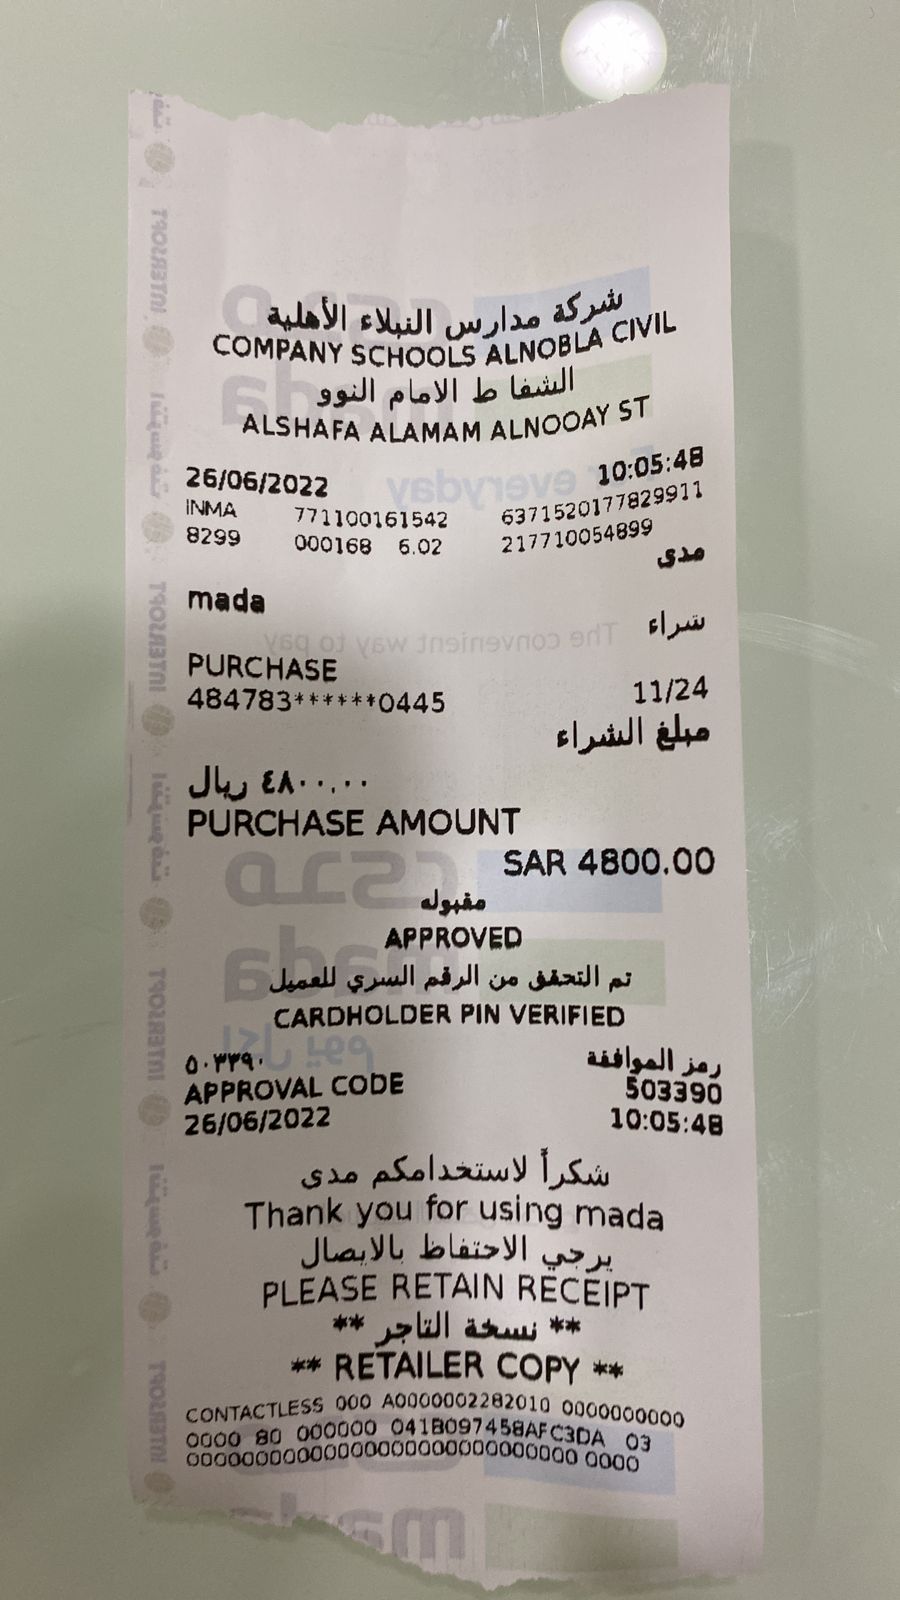 شركة مدارس النبلاء الأهلية
COMPANY SCHOOLS ALNOBLA CIVIL
الشفا ط الامام النوو
ALSHAFA ALAMAM ALNOOAY ST
26/06/2022 10:05:48
INMA 771100161542 6371520177829911
8299 000168 6.02 217710054899
مدى
mada
شراء
PURCHASE
484783******0445 11/24
مبلغ الشراء
٤٨٠٠.٠٠ ريال
PURCHASE AMOUNT
SAR 4800.00
مقبوله
APPROVED
تم التحقق من الرقم السري للعميل
CARDHOLDER PIN VERIFIED
رمز الموافقة ٥٠٣٣٩٠
APPROVAL CODE 503390
26/06/2022 10:05:48
شكراً لاستخدامكم مدى
Thank you for using mada
يرجي الاحتفاظ بالايصال
PLEASE RETAIN RECEIPT
** نسخة التاجر **
** RETAILER COPY **
CONTACTLESS 000 A0000002282010 0000000000
0000 80 000000 041B097458AFC3DA 03